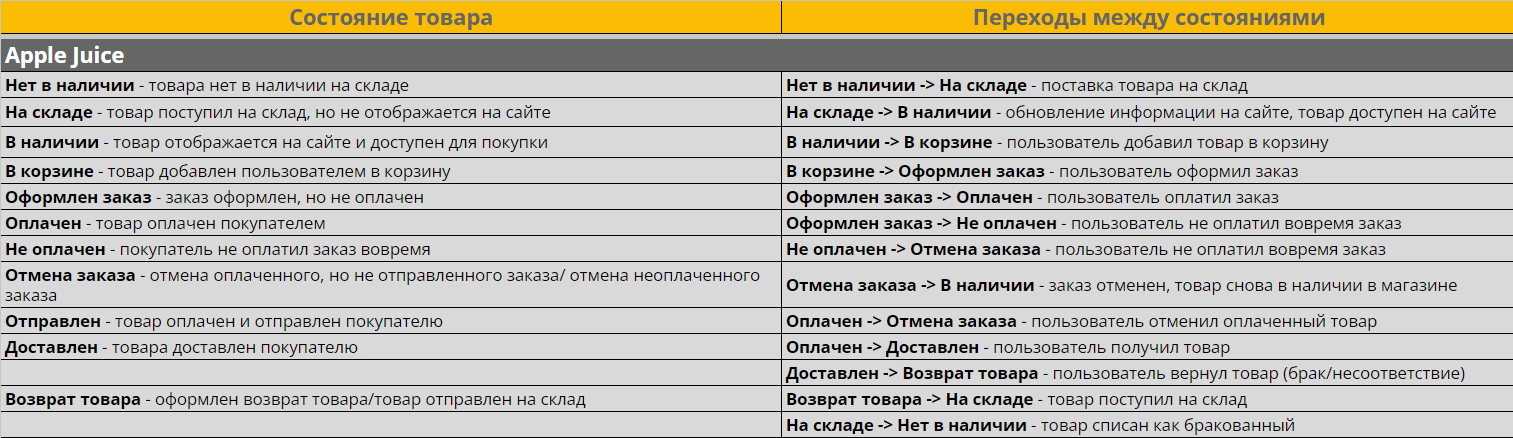 Состояние товара
Переходы между состояниями
Apple Juice
Нет в наличии - товара нет в наличии на складе
Нет в наличии -> На складе - поставка товара на склад
На складе - товар поступил на склад, но не отображается на сайте
На складе -> В наличии - обновление информации на сайте, товар доступен на сайте
В наличии - товар отображается на сайте и доступен для покупки
В наличии -> В корзине - пользователь добавил товар в корзину
В корзине - товар добавлен пользователем в корзину
В корзине -> Оформлен заказ - пользователь оформил заказ
Оформлен заказ - заказ оформлен, но не оплачен
Оформлен заказ -> Оплачен - пользователь оплатил заказ
Оплачен - товар оплачен покупателем
Оформлен заказ -> Не оплачен - пользователь не оплатил вовремя заказ
Не оплачен - покупатель не оплатил заказ вовремя
Не оплачен -> Отмена заказа - пользователь не оплатил вовремя заказ
Отмена заказа - отмена оплаченного, но не отправленного заказа/ отмена неоплаченного
заказа
Отмена заказа -> В наличии - заказ отменен, товар снова в наличии в магазине
Отправлен - товар оплачен и отправлен покупателю
Оплачен -> Отмена заказа - пользователь отменил оплаченный товар
Доставлен - товара доставлен покупателю
Оплачен -> Доставлен - пользователь получил товар
Доставлен -> Возврат товара - пользователь вернул товар (брак/несоответствие)
Возврат товара - оформлен возврат товара/товар отправлен на склад
Возврат товара -> На складе - товар поступил на склад
На складе -> Нет в наличии - товар списан как бракованный